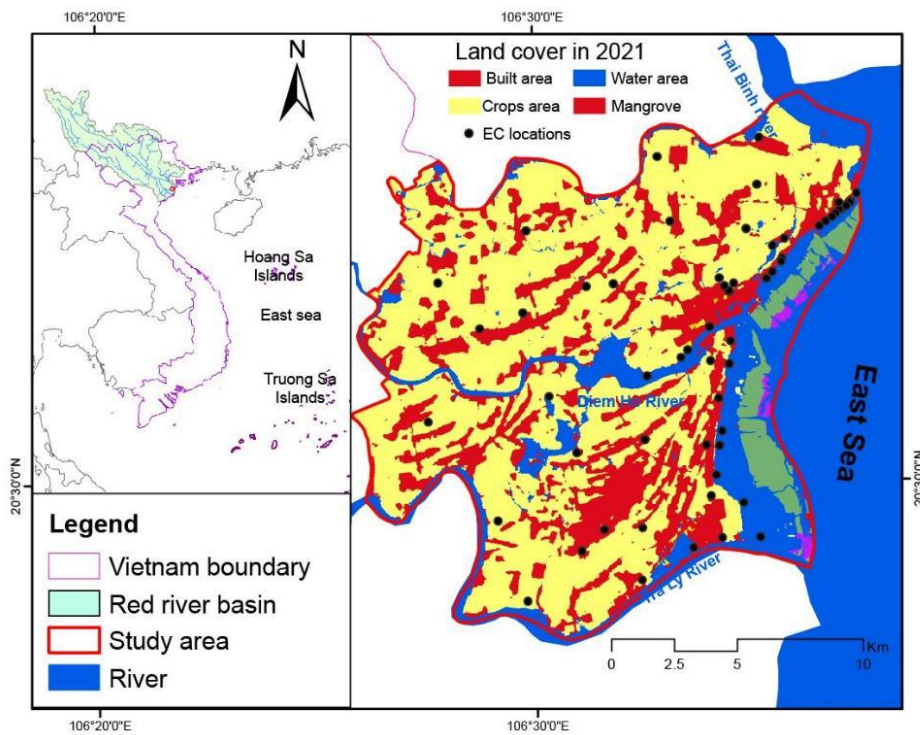 106°20'0"E
106°30'0"E
N
Hoang Sa
Islands
East sea
Truong Sa
Islands
Legend
Vietnam boundary
Red river basin
Study area
River
Land cover in 2021
Built area
Water area
Crops area
Mangrove
EC locations
Thai Binh river
Diem Ho River
Tra Ly River
East Sea
0
2.5
5
10
Km
20°30'0"N
106°20'0"E
106°30'0"E